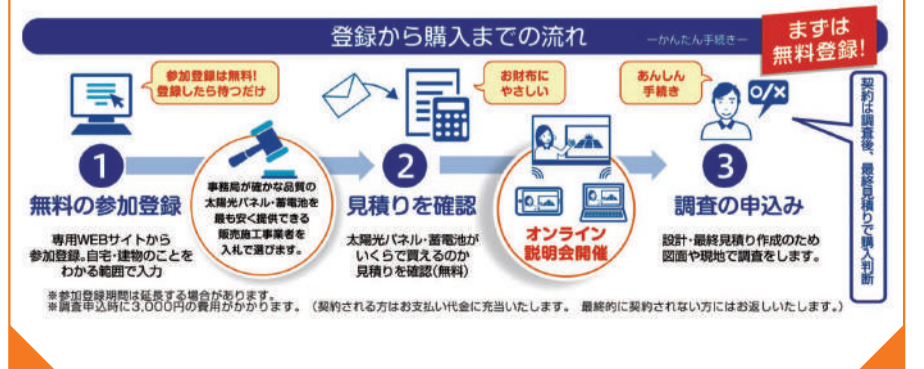 登録から購入までの流れ
―かんたん手続き―
まずは
無料登録!
参加登録は無料!
登録したら待つだけ
お財布に
やさしい
あんしん
手続き
o/x
1
無料の参加登録
専用WEBサイトから
参加登録。自宅・建物のことを
わかる範囲で入力
事務局が確かな品質の
太陽光パネル・蓄電池を
最も安く提供できる
販売施工事業者を
入札で選びます。
2
見積りを確認
太陽光パネル・蓄電池が
いくらで買えるのか
見積りを確認(無料)
オンライン
説明会開催
3
調査の申込み
設計・最終見積り作成のため
図面や現地で調査をします。
契約は調査後、最終見積りで購入判断
※参加登録期間は延長する場合があります。
※調査申込時に3,000円の費用がかかります。(契約される方はお支払い代金に充当いたします。 最終的に契約されない方にはお返しいたします。)